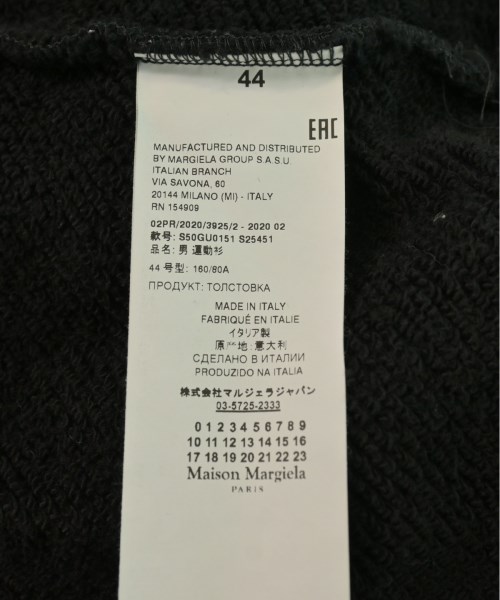 44
EAC
MANUFACTURED AND DISTRIBUTED
BY MARGIELA GROUP S.A.S.U.
ITALIAN BRANCH
VIA SAVONA, 60
20144 MILANO (MI) - ITALY
RN 154909
02PR/2020/3925/2 - 2020 02
款号: S50GU0151 S25451
品名: 男 運動衫
44 号型: 160/80A
ПРОДУКТ: ТОЛСТОВКА
MADE IN ITALY
FABRIQUÉ EN ITALIE
イタリア製
原产地: 意大利
СДЕЛАНО В ИТАЛИИ
PRODUZIDO NA ITALIA
株式会社マルジェラジャパン
03-5725-2333
0 1 2 3 4 5 6 7 8 9
10 11 12 13 14 15 16
17 18 19 20 21 22 23
Maison Margiela
PARIS